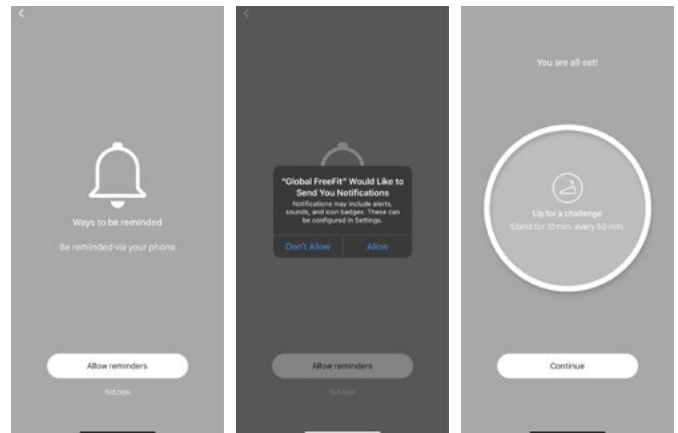 Ways to be reminded
Be reminded via your phone
Allow reminders
Not now
"Global FreeFit" Would Like to
Send You Notifications
Notifications may include alerts,
sounds, and icon badges. These can
be configured in Settings.
Don't Allow
Allow
Allow reminders
Not now
You are all set!
Up for a challenge
Stand for 10 min. every 50 min.
Continue